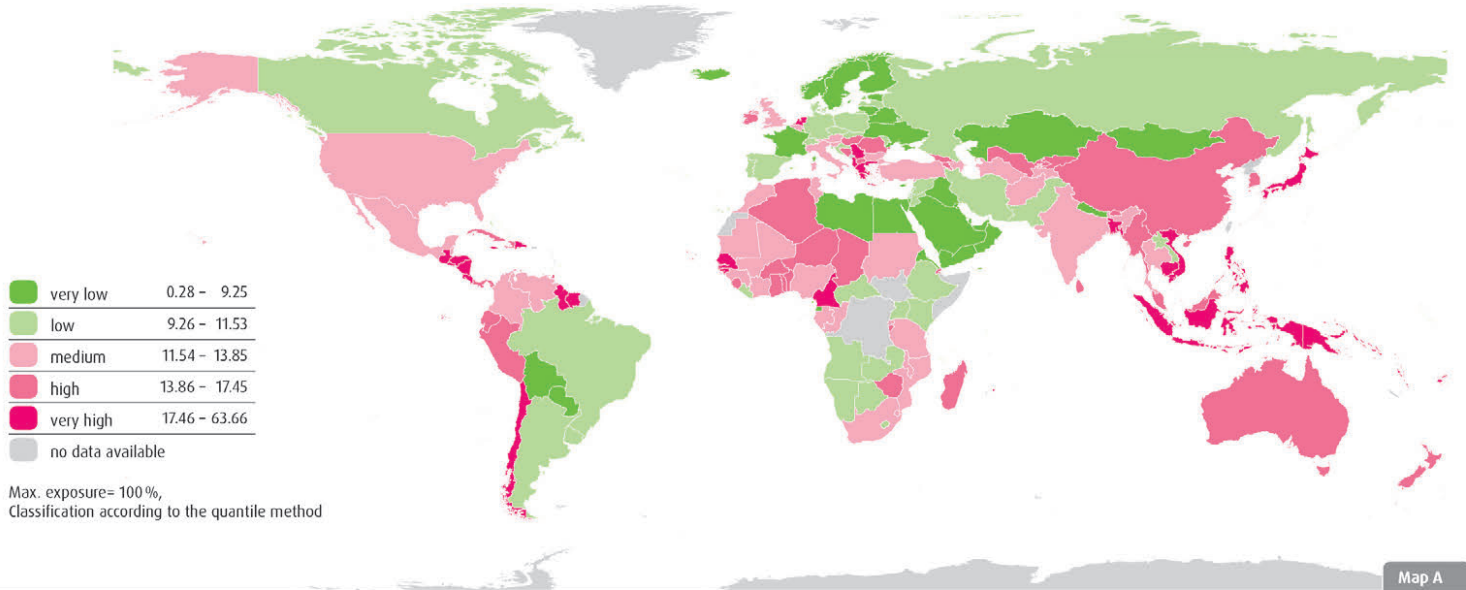 very low 0.28 – 9.25
low 9.26 – 11.53
medium 11.54 – 13.85
high 13.86 – 17.45
very high 17.46 – 63.66
no data available
Max. exposure= 100 %,
Classification according to the quantile method
Map A